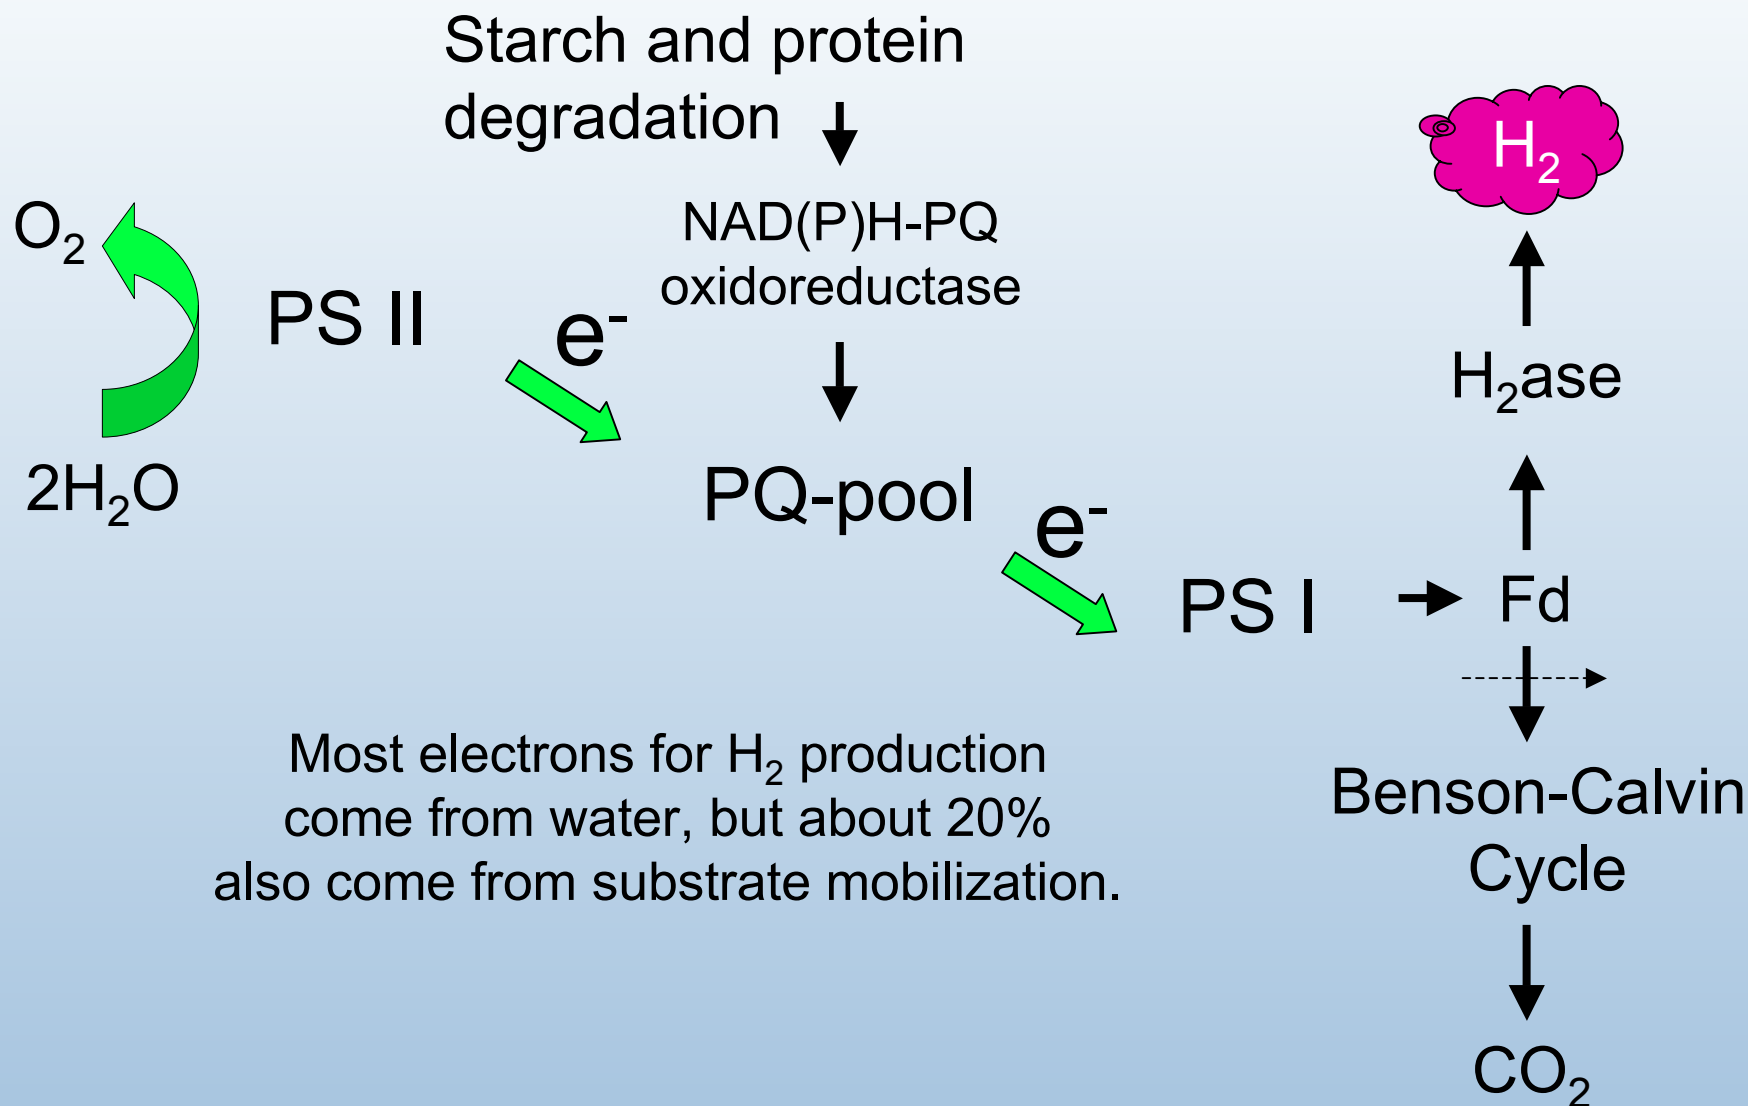 Starch and protein
degradation
H₂
O₂
NAD(P)H-PQ
oxidoreductase
PS II
e⁻
H₂ase
2H₂O
PQ-pool
e⁻
PS I
Fd
Most electrons for H₂ production
come from water, but about 20%
also come from substrate mobilization.
Benson-Calvin
Cycle
CO₂